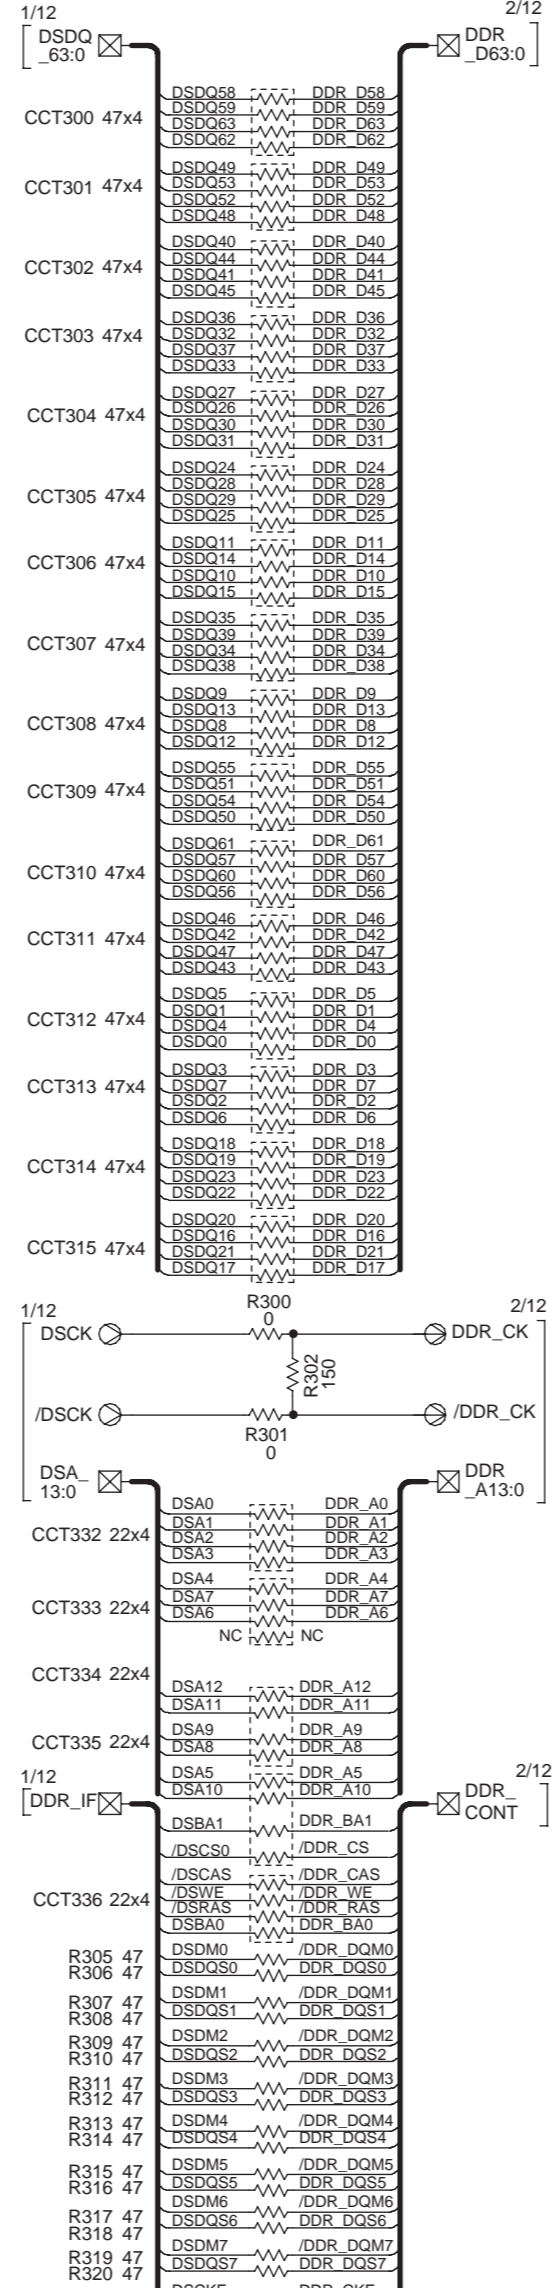 1/12 2/12
DSDQ DDR
_63:0 _D63:0
DSDQ58 DDR_D58
DSDQ59 DDR_D59
CCT300 47x4
DSDQ63 DDR_D63
DSDQ62 DDR_D62
DSDQ49 DDR_D49
DSDQ53 DDR_D53
CCT301 47x4
DSDQ52 DDR_D52
DSDQ48 DDR_D48
DSDQ40 DDR_D40
DSDQ44 DDR_D44
CCT302 47x4
DSDQ41 DDR_D41
DSDQ45 DDR_D45
DSDQ36 DDR_D36
DSDQ32 DDR_D32
CCT303 47x4
DSDQ37 DDR_D37
DSDQ33 DDR_D33
DSDQ27 DDR_D27
DSDQ26 DDR_D26
CCT304 47x4
DSDQ30 DDR_D30
DSDQ31 DDR_D31
DSDQ24 DDR_D24
DSDQ28 DDR_D28
CCT305 47x4
DSDQ29 DDR_D29
DSDQ25 DDR_D25
DSDQ11 DDR_D11
DSDQ14 DDR_D14
CCT306 47x4
DSDQ10 DDR_D10
DSDQ15 DDR_D15
DSDQ35 DDR_D35
DSDQ39 DDR_D39
CCT307 47x4
DSDQ34 DDR_D34
DSDQ38 DDR_D38
DSDQ9 DDR_D9
DSDQ13 DDR_D13
CCT308 47x4
DSDQ8 DDR_D8
DSDQ12 DDR_D12
DSDQ55 DDR_D55
DSDQ51 DDR_D51
CCT309 47x4
DSDQ54 DDR_D54
DSDQ50 DDR_D50
DSDQ61 DDR_D61
DSDQ57 DDR_D57
CCT310 47x4
DSDQ60 DDR_D60
DSDQ56 DDR_D56
DSDQ46 DDR_D46
DSDQ42 DDR_D42
CCT311 47x4
DSDQ47 DDR_D47
DSDQ43 DDR_D43
DSDQ5 DDR_D5
DSDQ1 DDR_D1
CCT312 47x4
DSDQ4 DDR_D4
DSDQ0 DDR_D0
DSDQ3 DDR_D3
DSDQ7 DDR_D7
CCT313 47x4
DSDQ2 DDR_D2
DSDQ6 DDR_D6
DSDQ18 DDR_D18
DSDQ19 DDR_D19
CCT314 47x4
DSDQ23 DDR_D23
DSDQ22 DDR_D22
DSDQ20 DDR_D20
DSDQ16 DDR_D16
CCT315 47x4
DSDQ21 DDR_D21
DSDQ17 DDR_D17
1/12 2/12
R300
0
DSCK DDR_CK
R302
150
/DSCK /DDR_CK
R301
0
DSA_ DDR
13:0 _A13:0
DSA0 DDR_A0
DSA1 DDR_A1
CCT332 22x4
DSA2 DDR_A2
DSA3 DDR_A3
DSA4 DDR_A4
DSA7 DDR_A7
CCT333 22x4
DSA6 DDR_A6
NC NC
CCT334 22x4
DSA12 DDR_A12
DSA11 DDR_A11
DSA9 DDR_A9
CCT335 22x4
DSA8 DDR_A8
1/12 2/12
DSA5 DDR_A5
DSA10 DDR_A10
DDR_IF DDR_
CONT
DSBA1 DDR_BA1
/DSCS0 /DDR_CS
/DSCAS /DDR_CAS
/DSWE /DDR_WE
CCT336 22x4
/DSRAS /DDR_RAS
DSBA0 DDR_BA0
R305 47 DSDM0 /DDR_DQM0
R306 47 DSDQS0 DDR_DQS0
R307 47 DSDM1 /DDR_DQM1
R308 47 DSDQS1 DDR_DQS1
R309 47 DSDM2 /DDR_DQM2
R310 47 DSDQS2 DDR_DQS2
R311 47 DSDM3 /DDR_DQM3
R312 47 DSDQS3 DDR_DQS3
R313 47 DSDM4 /DDR_DQM4
R314 47 DSDQS4 DDR_DQS4
R315 47 DSDM5 /DDR_DQM5
R316 47 DSDQS5 DDR_DQS5
R317 47 DSDM6 /DDR_DQM6
R318 47 DSDQS6 DDR_DQS6
R319 47 DSDM7 /DDR_DQM7
R320 47 DSDQS7 DDR_DQS7